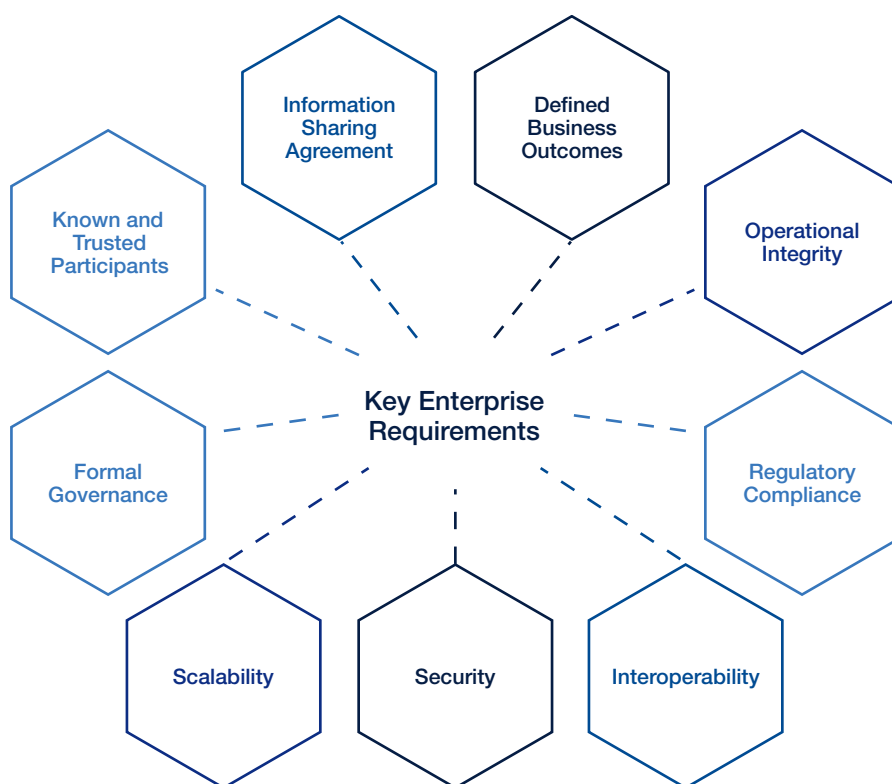 Information
Sharing
Agreement
Defined
Business
Outcomes
Known and
Trusted
Participants
Operational
Integrity
Key Enterprise
Requirements
Formal
Governance
Regulatory
Compliance
Scalability
Security
Interoperability